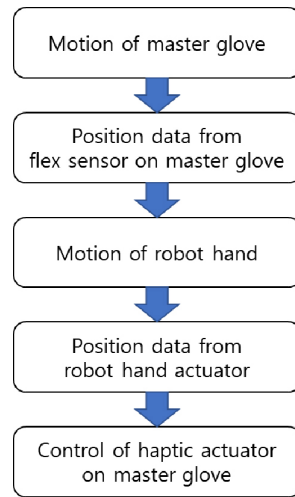 Motion of master glove
Position data from
flex sensor on master glove
Motion of robot hand
Position data from
robot hand actuator
Control of haptic actuator
on master glove